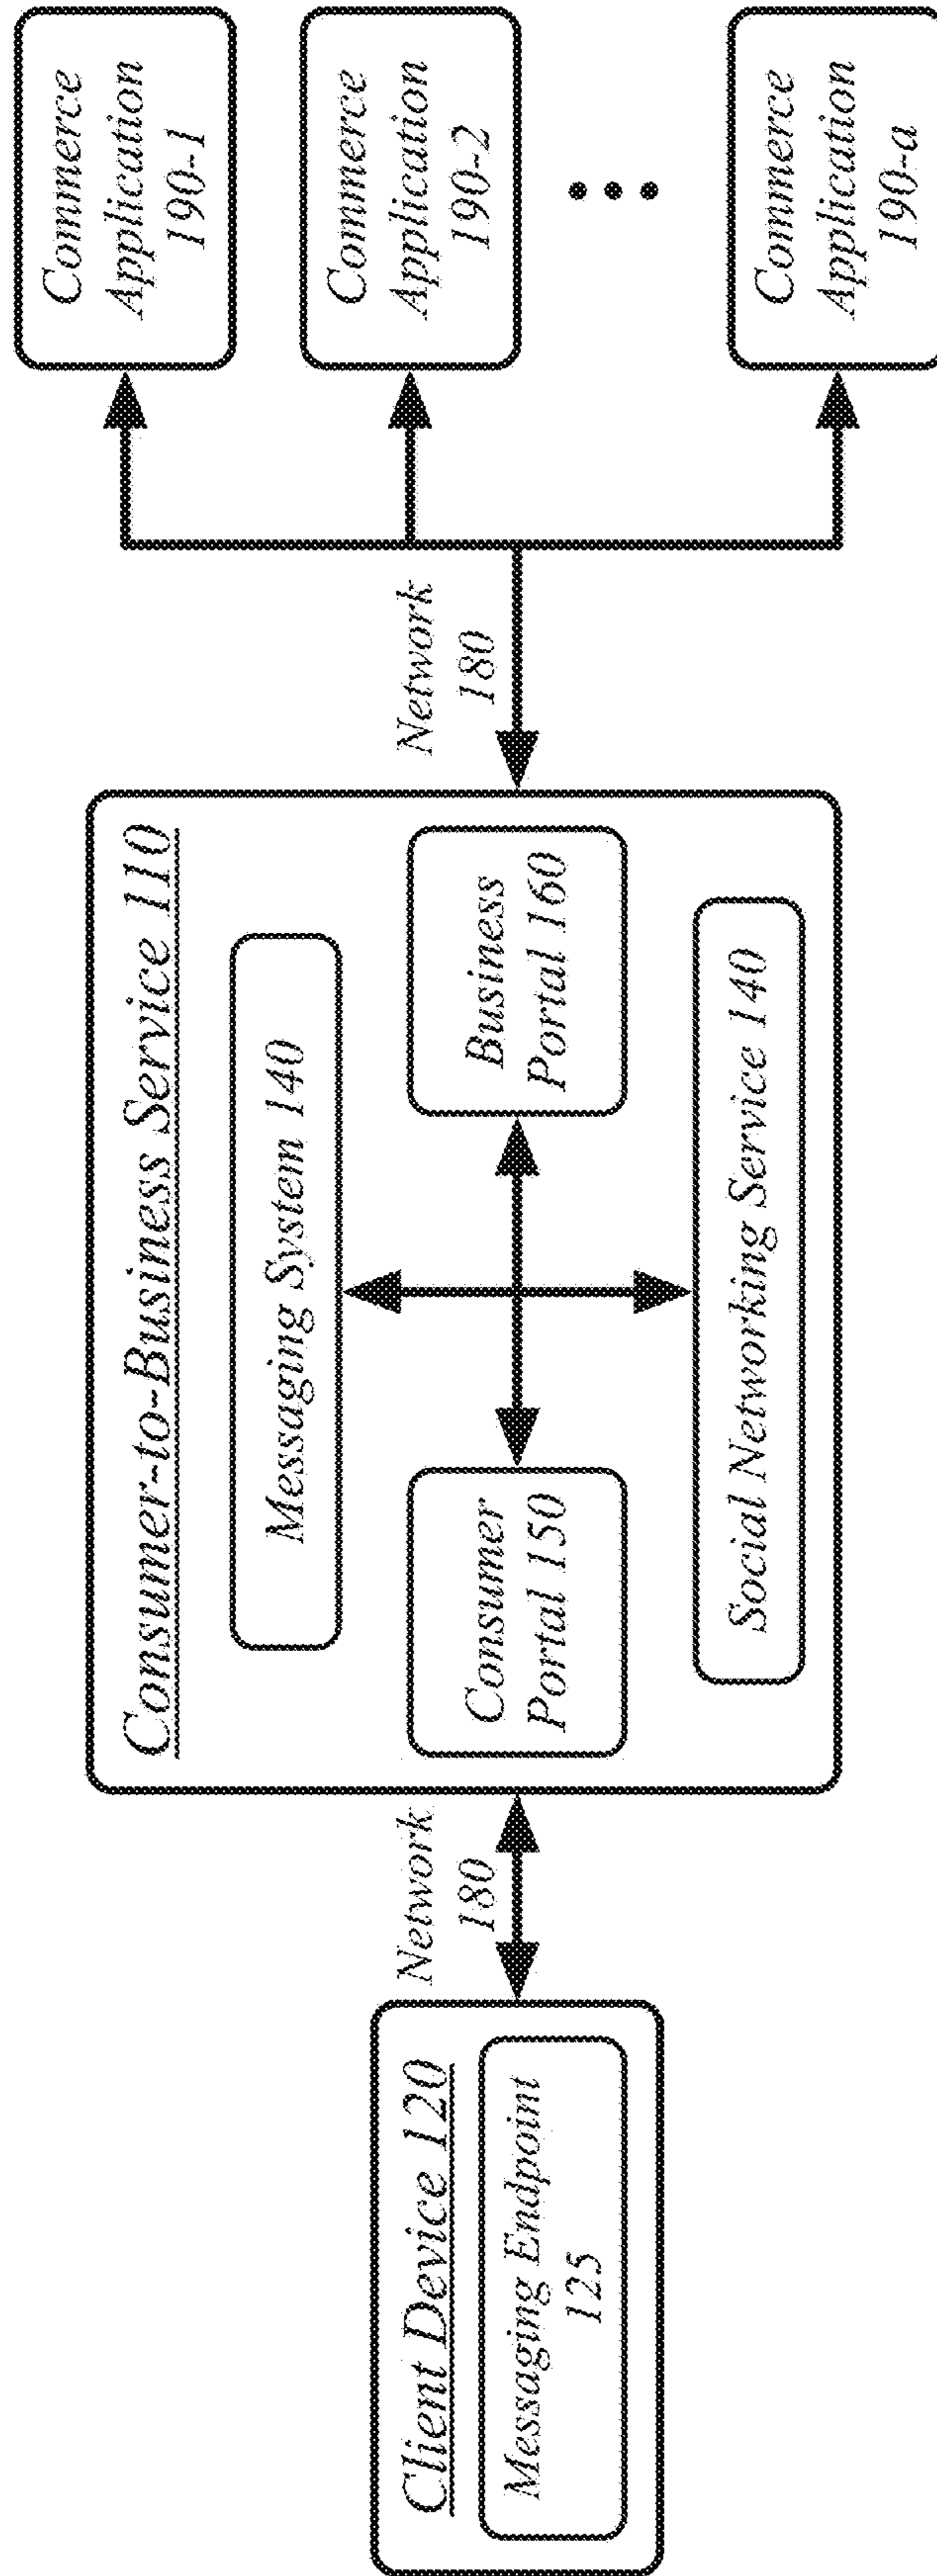 Client Device 120
Messaging Endpoint
125
Network
180
Consumer-to-Business Service 110
Messaging System 140
Consumer
Portal 150
Business
Portal 160
Social Networking Service 140
Network
180
Commerce
Application
190-1
Commerce
Application
190-2
Commerce
Application
190-a